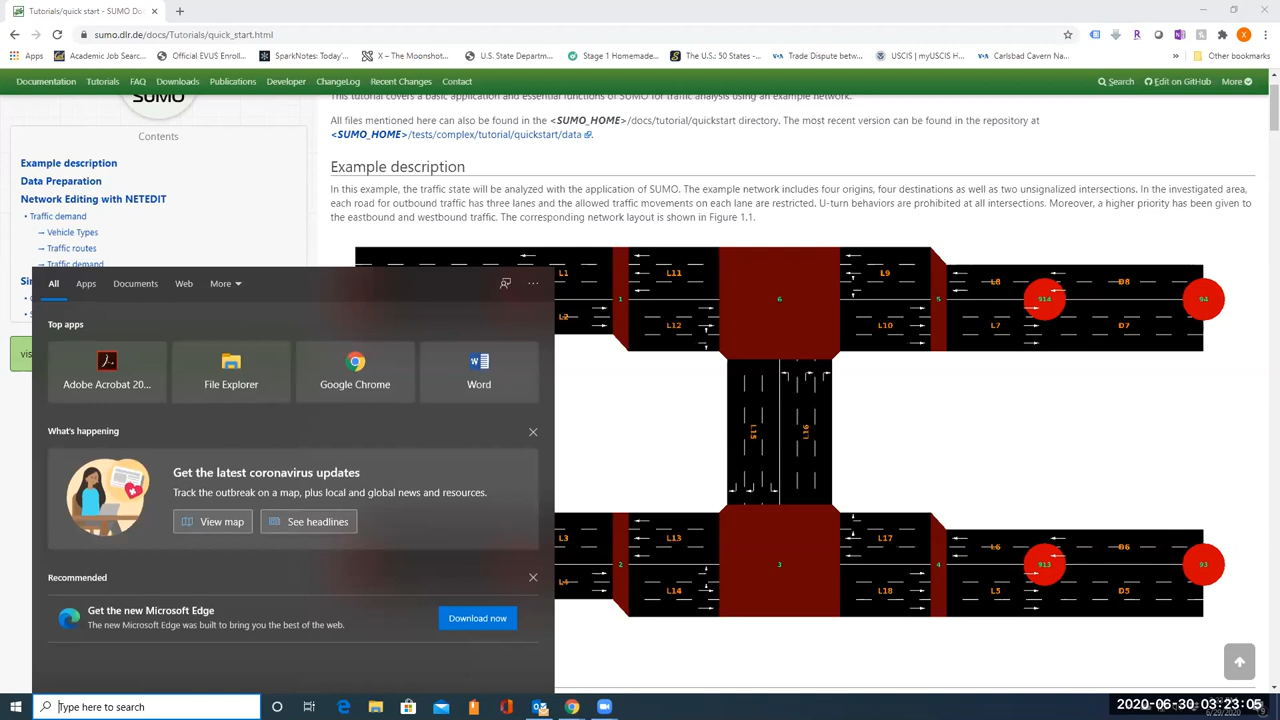 Tutorials/quick_start - SUMO Do
sumo.dlr.de/docs/Tutorials/quick_start.html
Apps
Academic Job Sear...
Official EVUS Enroll...
SparkNotes: Today'...
X – The Moonshot...
U.S. State Depart...
Stage 1 Homemade...
The U.S.: 50 States -...
Trade Dispute betw...
USCIS | myUSCIS H...
Carlsbad Cavern Na...
Other bookmarks
Documentation Tutorials FAQ Downloads Publications Developer ChangeLog Recent Changes Contact
Search Edit on GitHub More
SUMO
This tutorial covers a basic application and essential functions of SUMO for traffic analysis using an example network.
Contents
All files mentioned here can also be found in the <SUMO_HOME>/docs/tutorial/quickstart directory. The most recent version can be found in the repository at
<SUMO_HOME>/tests/complex/tutorial/quickstart/data.
Example description
Data Preparation
Network Editing with NETEDIT
• Traffic demand
→ Vehicle Types
→ Traffic routes
→ Traffic demand
Example description
In this example, the traffic state will be analyzed with the application of SUMO. The example network includes four origins, four destinations as well as two unsignalized intersections. In the investigated area,
each road for outbound traffic has three lanes and the allowed traffic movements on each lane are restricted. U-turn behaviors are prohibited at all intersections. Moreover, a higher priority has been given to
the eastbound and westbound traffic. The corresponding network layout is shown in Figure 1.1.
L1 L11 L9 L8 D8
1 6 5 914 94
L2 L12 L10 L7 D7
L15 L16
L3 L13 L17 L6 D6
2 3 4 913 93
L4 L14 L18 L5 D5
All Apps Documents Web More
Top apps
Adobe Acrobat 20...
File Explorer
Google Chrome
Word
What's happening
Get the latest coronavirus updates
Track the outbreak on a map, plus local and global news and resources.
View map
See headlines
Recommended
Get the new Microsoft Edge
The new Microsoft Edge was built to bring you the best of the web.
Download now
Type here to search
2020-06-30 03:23:05